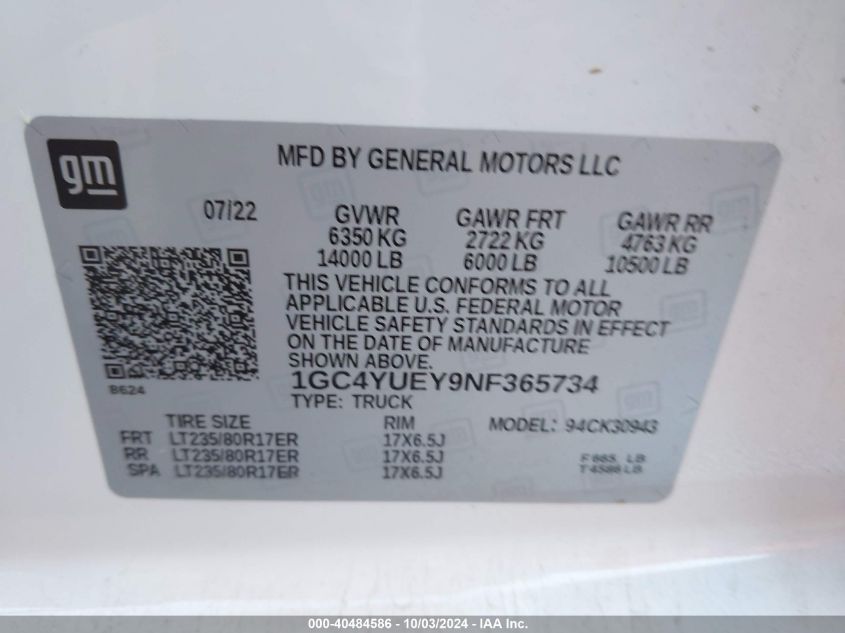 gm
MFD BY GENERAL MOTORS LLC
07/22 GVWR GAWR FRT GAWR RR
6350 KG 2722 KG 4763 KG
14000 LB 6000 LB 10500 LB
THIS VEHICLE CONFORMS TO ALL
APPLICABLE U.S. FEDERAL MOTOR
VEHICLE SAFETY STANDARDS IN EFFECT
ON THE DATE OF MANUFACTURE
SHOWN ABOVE.
1GC4YUEY9NF365734
B624
TYPE: TRUCK
TIRE SIZE RIM MODEL: 94CK30943
FRT LT235/80R17ER 17X6.5J
RR LT235/80R17ER 17X6.5J F 665. LB
SPA LT235/80R17ER 17X6.5J T 4586 LB.
000-40484586 - 10/03/2024 - IAA Inc.